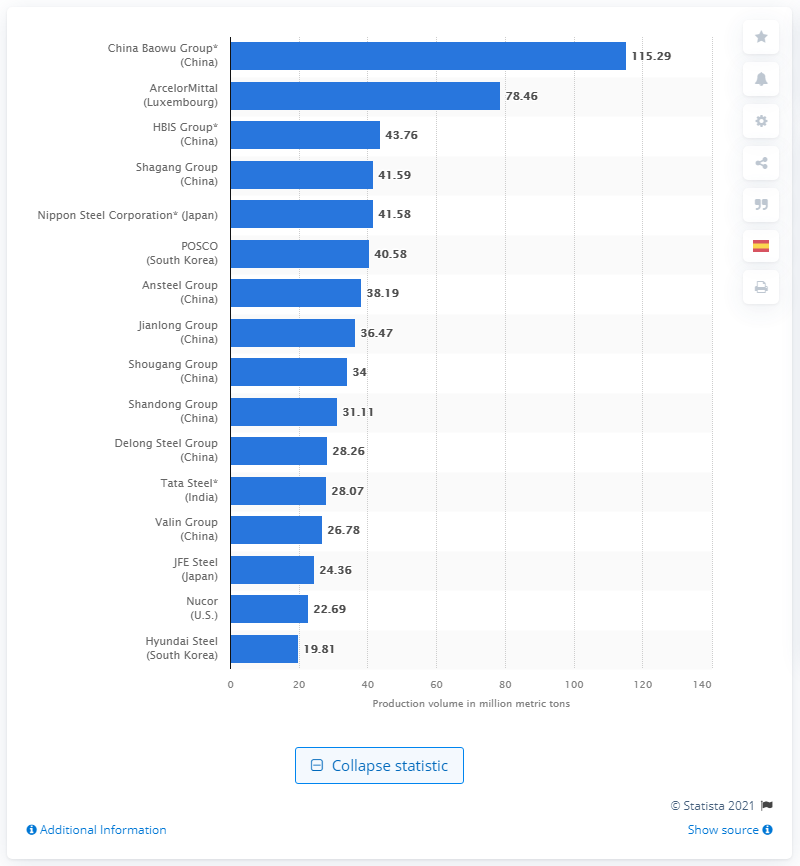 China Baowu Group*
(China)
115.29
ArcelorMittal
(Luxembourg)
78.46
HBIS Group*
(China)
43.76
Shagang Group
(China)
41.59
Nippon Steel Corporation* (Japan)
41.58
POSCO
(South Korea)
40.58
Ansteel Group
(China)
38.19
Jianlong Group
(China)
36.47
Shougang Group
(China)
34
Shandong Group
(China)
31.11
Delong Steel Group
(China)
28.26
Tata Steel*
(India)
28.07
Valin Group
(China)
26.78
JFE Steel
(Japan)
24.36
Nucor
(U.S.)
22.69
Hyundai Steel
(South Korea)
19.81
0 20 40 60 80 100 120 140
Production volume in million metric tons
Collapse statistic
© Statista 2021
Additional Information
Show source